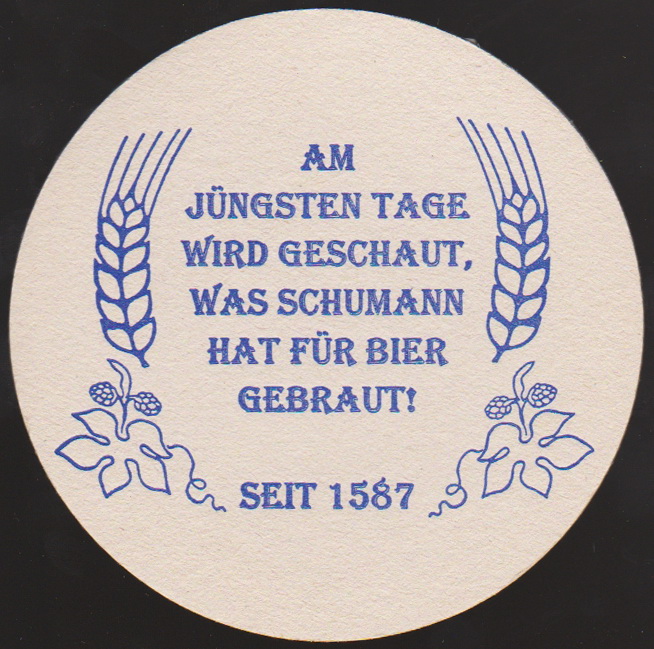 AM
JÜNGSTEN TAGE
WIRD GESCHAUT,
WAS SCHUMANN
HAT FÜR BIER
GEBRAUT!
SEIT 1587